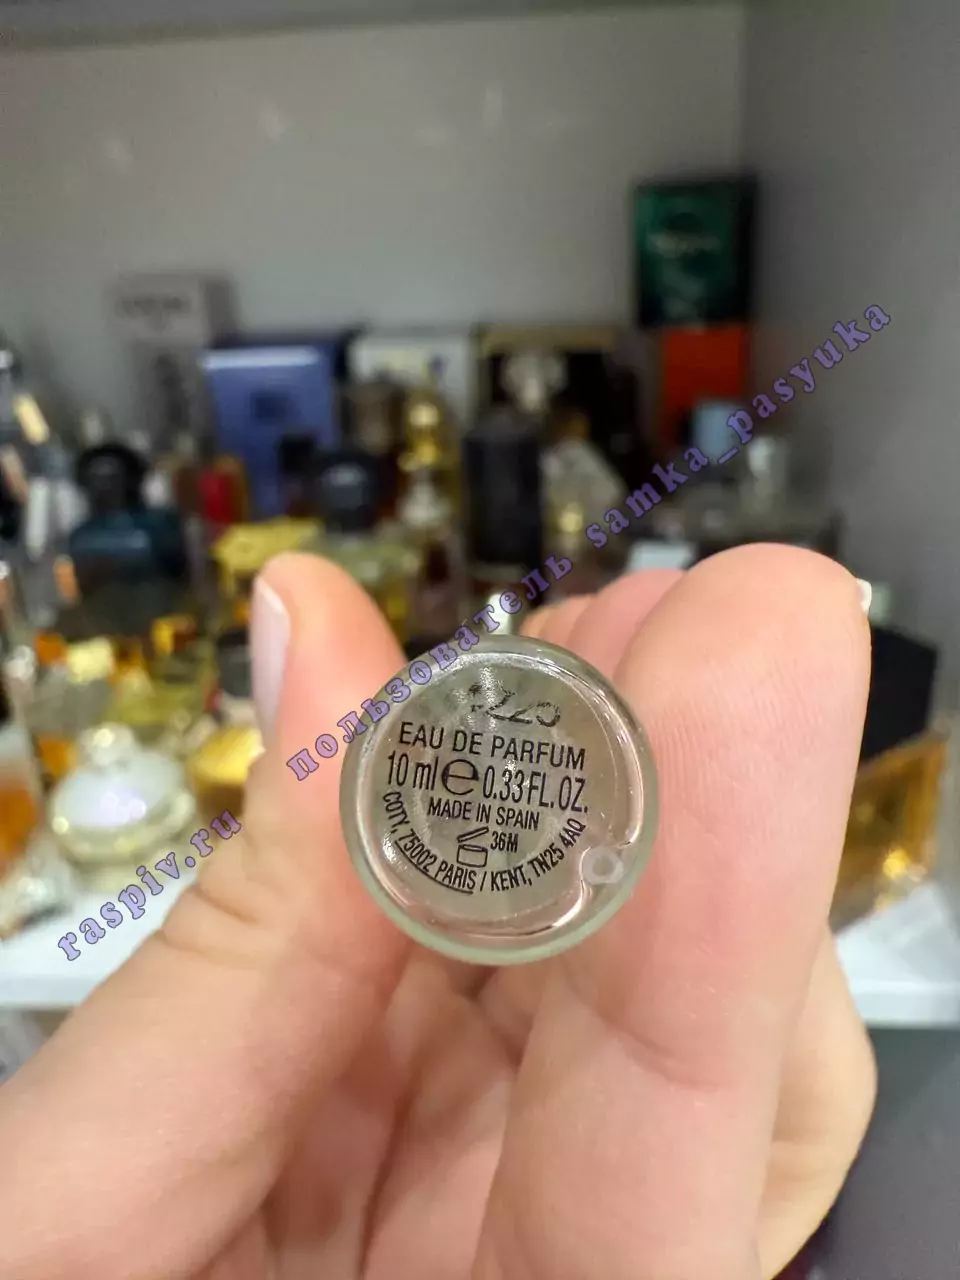 EAU DE PARFUM
10 ml e 0.33 FL.OZ.
MADE IN SPAIN
36M
COTY, 75002 PARIS / KENT, TN25 4AQ
raspiv.ru пользователь samka_pasyuka